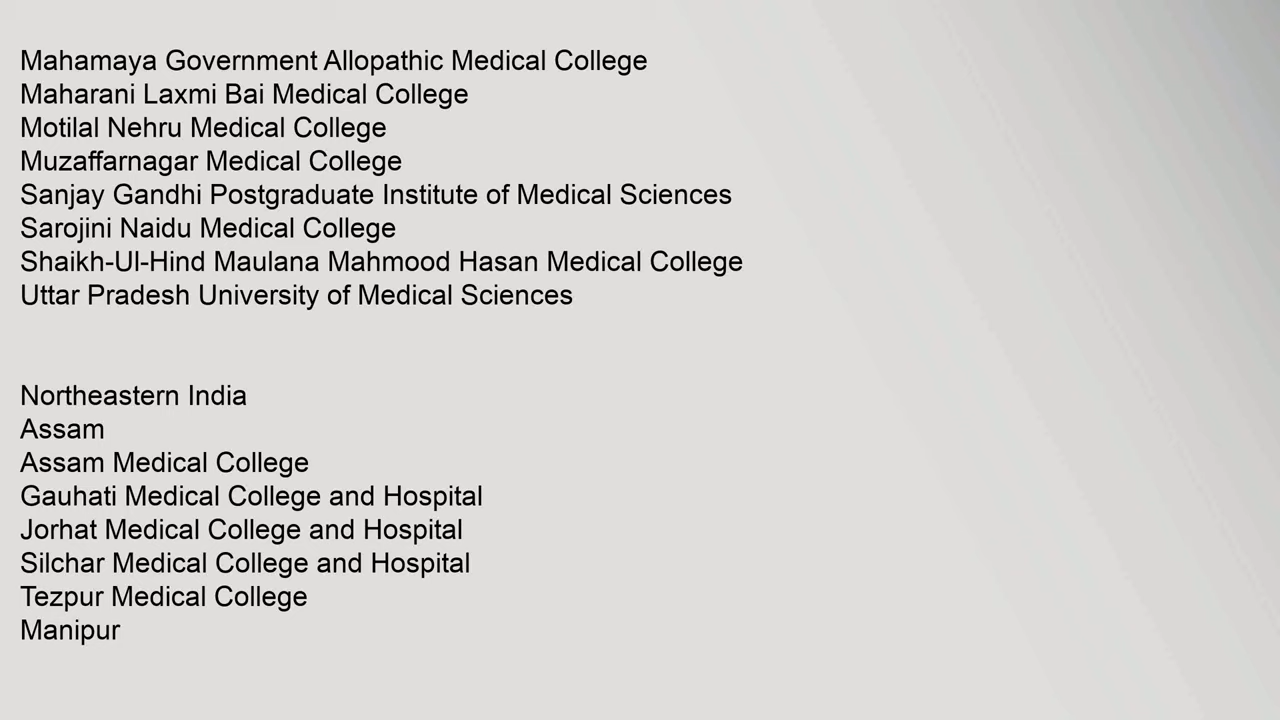 Mahamaya Government Allopathic Medical College
Maharani Laxmi Bai Medical College
Motilal Nehru Medical College
Muzaffarnagar Medical College
Sanjay Gandhi Postgraduate Institute of Medical Sciences
Sarojini Naidu Medical College
Shaikh-Ul-Hind Maulana Mahmood Hasan Medical College
Uttar Pradesh University of Medical Sciences
Northeastern India
Assam
Assam Medical College
Gauhati Medical College and Hospital
Jorhat Medical College and Hospital
Silchar Medical College and Hospital
Tezpur Medical College
Manipur